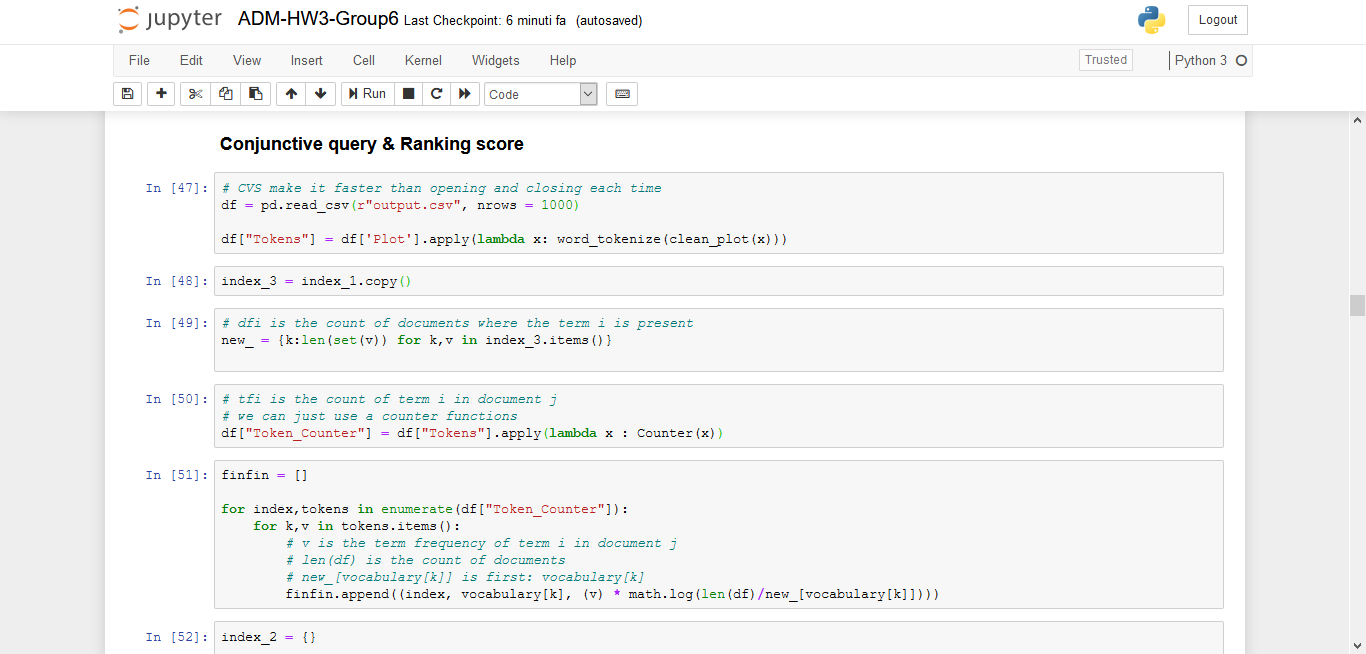 jupyter ADM-HW3-Group6 Last Checkpoint: 6 minuti fa (autosaved)
Logout
File Edit View Insert Cell Kernel Widgets Help
Trusted
Python 3
Run
Code
Conjunctive query & Ranking score
In [47]:
# CVS make it faster than opening and closing each time
df = pd.read_csv(r"output.csv", nrows = 1000)
df["Tokens"] = df['Plot'].apply(lambda x: word_tokenize(clean_plot(x)))
In [48]:
index_3 = index_1.copy()
In [49]:
# dfi is the count of documents where the term i is present
new_ = {k:len(set(v)) for k,v in index_3.items()}
In [50]:
# tfi is the count of term i in document j
# we can just use a counter functions
df["Token_Counter"] = df["Tokens"].apply(lambda x : Counter(x))
In [51]:
finfin = []
for index,tokens in enumerate(df["Token_Counter"]):
    for k,v in tokens.items():
        # v is the term frequency of term i in document j
        # len(df) is the count of documents
        # new_[vocabulary[k]] is first: vocabulary[k]
        finfin.append((index, vocabulary[k], (v) * math.log(len(df)/new_[vocabulary[k]])))
In [52]:
index_2 = {}